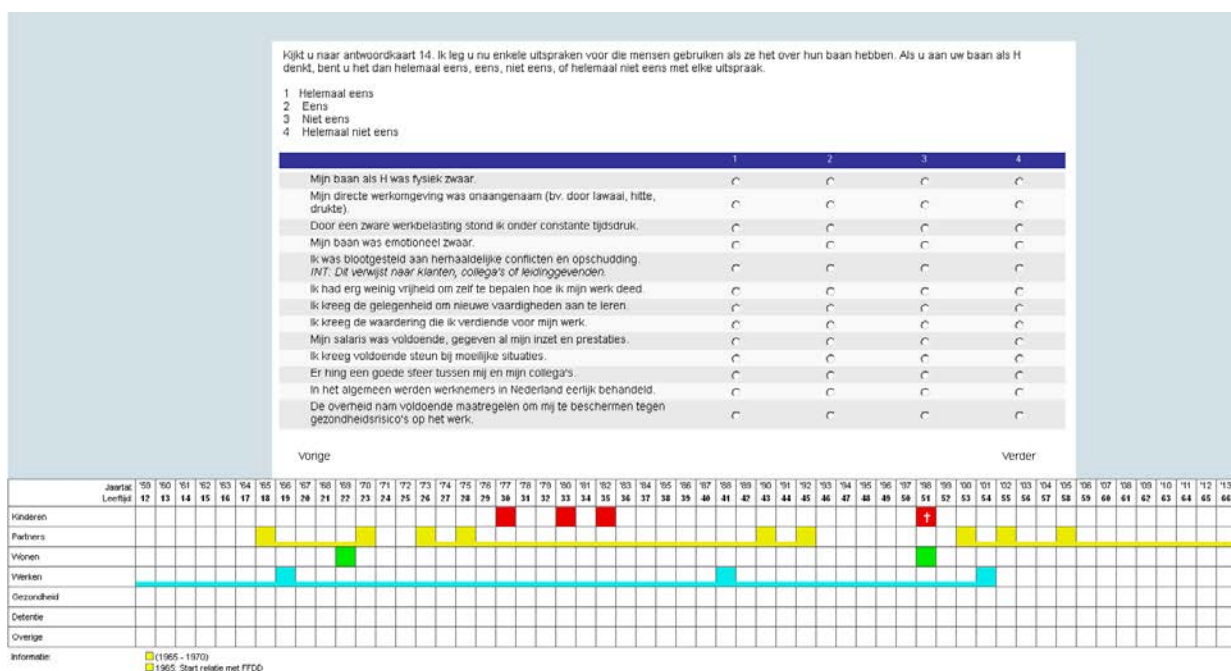 Kijkt u naar antwoordkaart 14. Ik leg u nu enkele uitspraken voor die mensen gebruiken als ze het over hun baan hebben. Als u aan uw baan als H
denkt, bent u het dan helemaal eens, eens, niet eens, of helemaal niet eens met elke uitspraak.
1 Helemaal eens
2 Eens
3 Niet eens
4 Helemaal niet eens
1 2 3 4
Mijn baan als H was fysiek zwaar.
Mijn directe werkomgeving was onaangenaam (bv. door lawaai, hitte,
drukte).
Door een zware werkbelasting stond ik onder constante tijdsdruk.
Mijn baan was emotioneel zwaar.
Ik was blootgesteld aan herhaaldelijke conflicten en opschudding.
INT: Dit verwijst naar klanten, collega's of leidinggevenden.
Ik had erg weinig vrijheid om zelf te bepalen hoe ik mijn werk deed.
Ik kreeg de gelegenheid om nieuwe vaardigheden aan te leren.
Ik kreeg de waardering die ik verdiende voor mijn werk.
Mijn salaris was voldoende, gegeven al mijn inzet en prestaties.
Ik kreeg voldoende steun bij moeilijke situaties.
Er hing een goede sfeer tussen mij en mijn collega's.
In het algemeen werden werknemers in Nederland eerlijk behandeld.
De overheid nam voldoende maatregelen om mij te beschermen tegen
gezondheidsrisico's op het werk.
Vorige Verder
Jaartal: '59 '60 '61 '62 '63 '64 '65 '66 '67 '68 '69 '70 '71 '72 '73 '74 '75 '76 '77 '78 '79 '80 '81 '82 '83 '84 '85 '86 '87 '88 '89 '90 '91 '92 '93 '94 '95 '96 '97 '98 '99 '00 '01 '02 '03 '04 '05 '06 '07 '08 '09 '10 '11 '12 '13
Leeftijd: 12 13 14 15 16 17 18 19 20 21 22 23 24 25 26 27 28 29 30 31 32 33 34 35 36 37 38 39 40 41 42 43 44 45 46 47 48 49 50 51 52 53 54 55 56 57 58 59 60 61 62 63 64 65 66
Kinderen
Partners
Wonen
Werken
Gezondheid
Detentie
Overige
Informatie: (1965 - 1970)
1965: Start relatie met FFDD